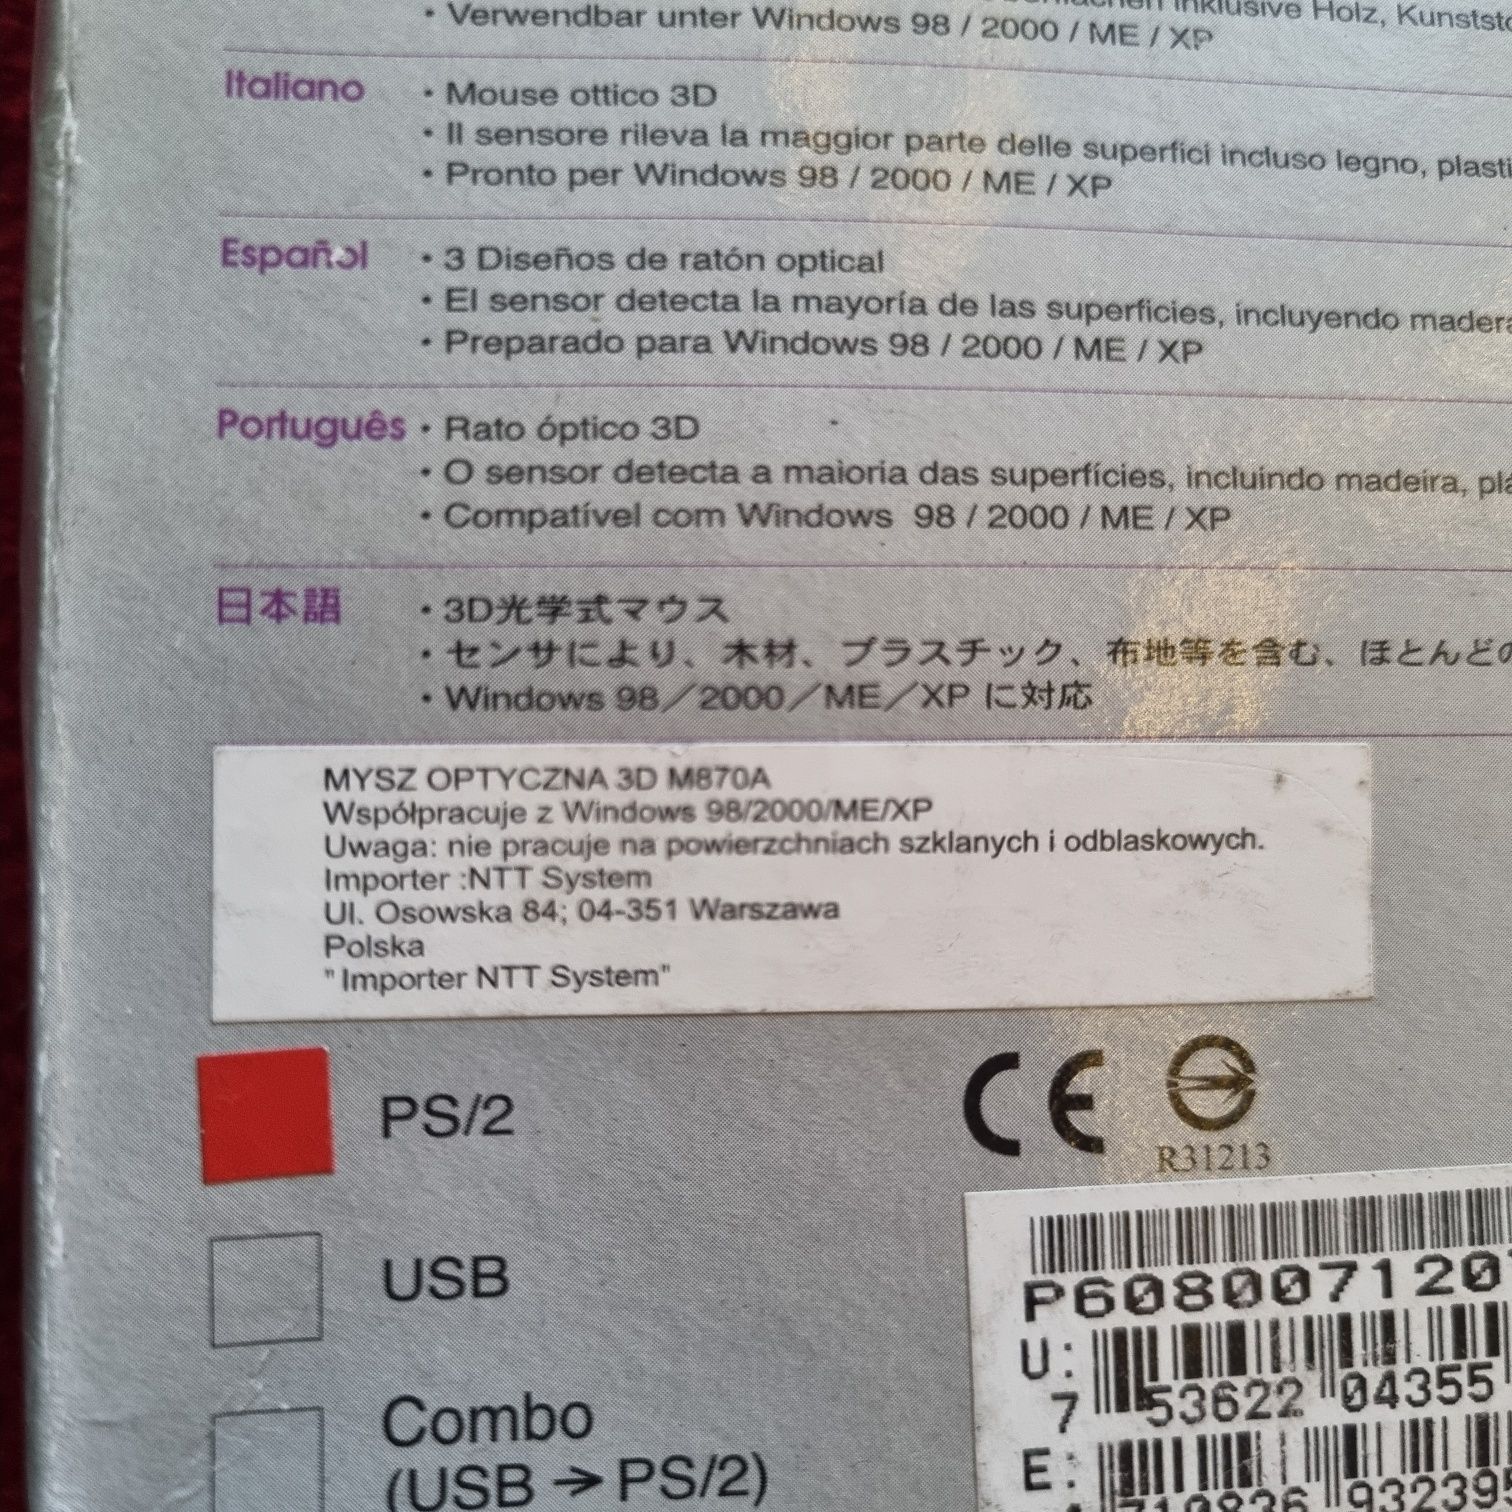 inklusive Holz,
• Verwendbar unter Windows 98 / 2000 / ME / XP
Italiano • Mouse ottico 3D
• Il sensore rileva la maggior parte delle superfici incluso legno,
• Pronto per Windows 98 / 2000 / ME / XP
Español • 3 Diseños de ratón optical
• El sensor detecta la mayoría de las superficies, incluyendo
• Preparado para Windows 98 / 2000 / ME / XP
Português • Rato óptico 3D
• O sensor detecta a maioria das superfícies, incluindo madeira,
• Compatível com Windows 98 / 2000 / ME / XP
日本語 • 3D光学式マウス
• センサにより、木材、プラスチック、布地等を含む、ほとんどの
• Windows 98／2000／ME／XP に対応
MYSZ OPTYCZNA 3D M870A
Współpracuje z Windows 98/2000/ME/XP
Uwaga: nie pracuje na powierzchniach szklanych i odblaskowych.
Importer :NTT System
Ul. Osowska 84; 04-351 Warszawa
Polska
" Importer NTT System"
PS/2
CE
R31213
USB
P608007120
U:
7 53622 04355
Combo
(USB → PS/2)
E: